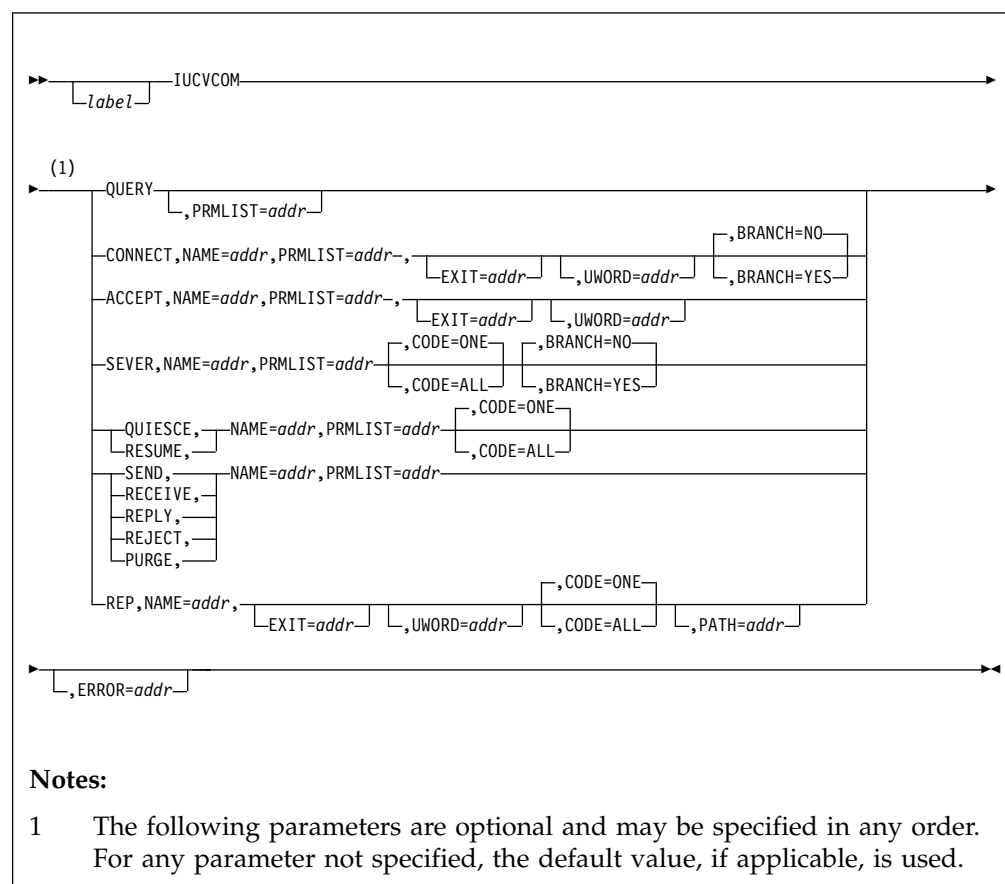 IUCVCOM
label
(1)
QUERY
,PRMLIST=addr
,BRANCH=NO
CONNECT,NAME=addr,PRMLIST=addr ,
EXIT=addr ,UWORD=addr ,BRANCH=YES
ACCEPT,NAME=addr,PRMLIST=addr ,
EXIT=addr ,UWORD=addr
,CODE=ONE ,BRANCH=NO
SEVER,NAME=addr,PRMLIST=addr
,CODE=ALL ,BRANCH=YES
,CODE=ONE
QUIESCE, NAME=addr,PRMLIST=addr
RESUME, ,CODE=ALL
SEND, NAME=addr,PRMLIST=addr
RECEIVE,
REPLY,
REJECT,
PURGE,
,CODE=ONE
REP,NAME=addr,
EXIT=addr ,UWORD=addr ,CODE=ALL ,PATH=addr
,ERROR=addr
Notes:
1 The following parameters are optional and may be specified in any order.
For any parameter not specified, the default value, if applicable, is used.